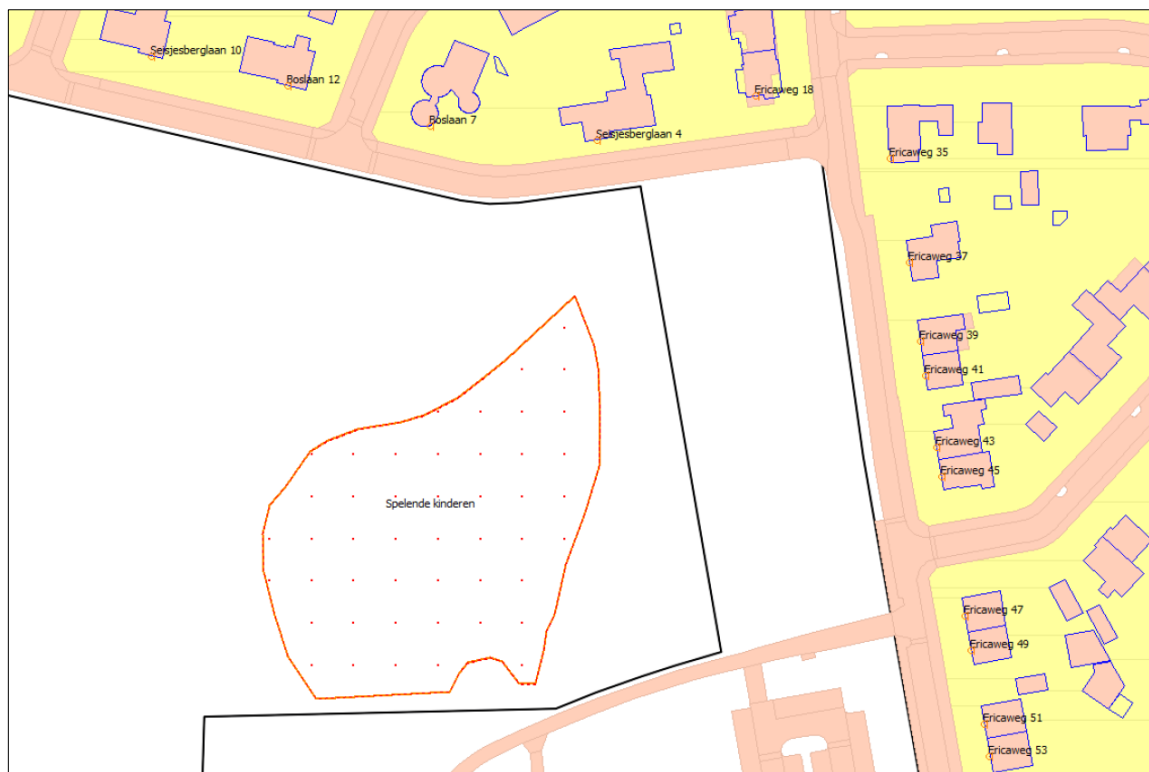 Seisjesberglaan 10
Boslaan 12
Boslaan 7
Seisjesberglaan 4
Ericaweg 18
Ericaweg 35
Ericaweg 37
Ericaweg 39
Ericaweg 41
Ericaweg 43
Ericaweg 45
Spelende kinderen
Ericaweg 47
Ericaweg 49
Ericaweg 51
Ericaweg 53